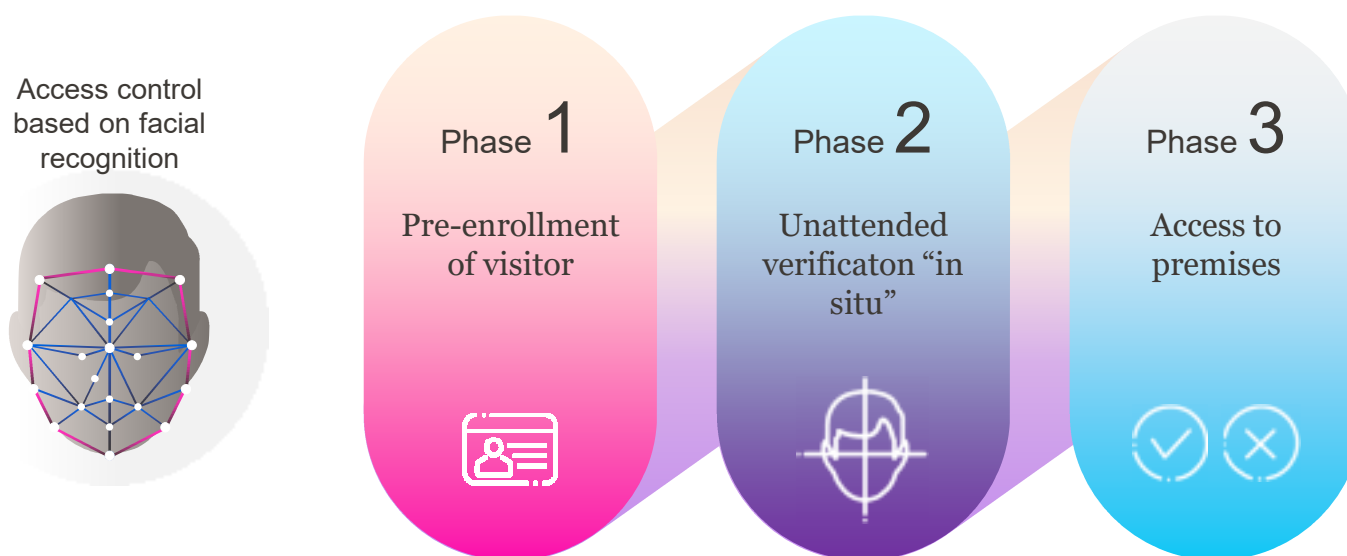 Access control
based on facial
recognition
Phase 1
Pre-enrollment
of visitor
Phase 2
Unattended
verificaton “in
situ”
Phase 3
Access to
premises